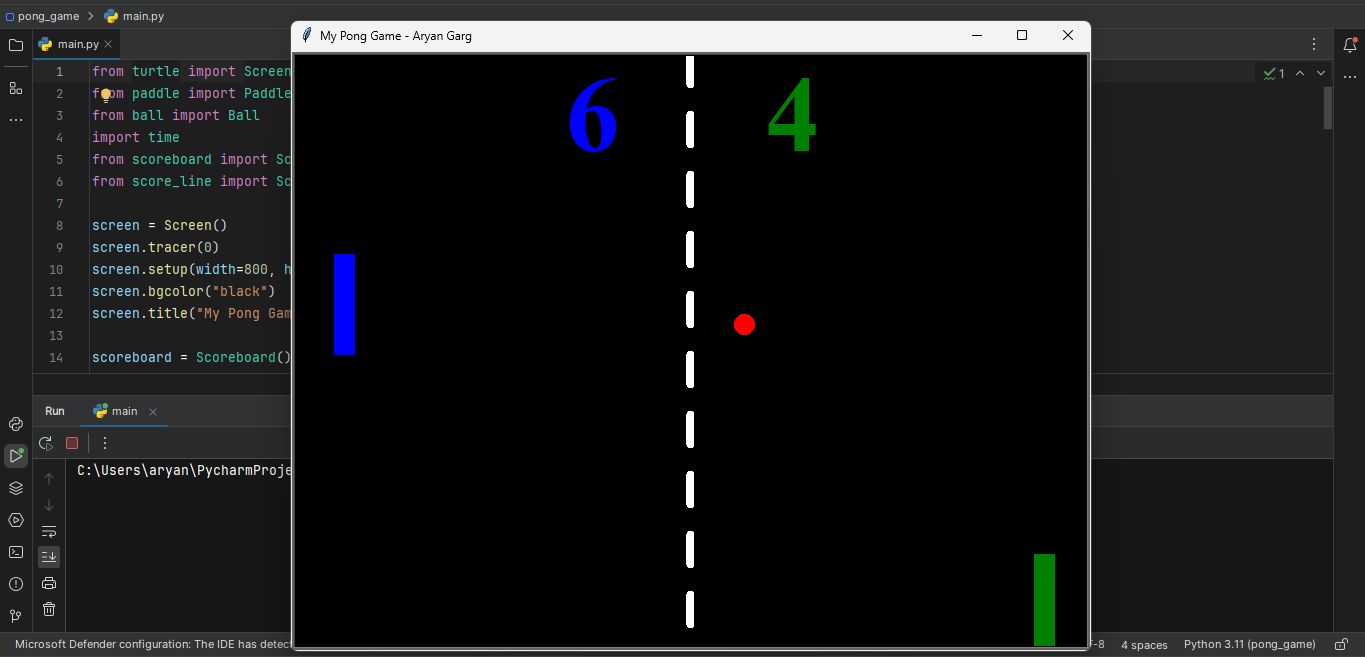 pong_game > main.py
main.py
My Pong Game - Aryan Garg
1 from turtle import Screen
2 from paddle import Paddle
3 from ball import Ball
4 import time
5 from scoreboard import Sc
6 from score_line import Sc
7
8 screen = Screen()
9 screen.tracer(0)
10 screen.setup(width=800, h
11 screen.bgcolor("black")
12 screen.title("My Pong Gam
13
14 scoreboard = Scoreboard()
6 4
1
Run main
C:\Users\aryan\PycharmProje
Microsoft Defender configuration: The IDE has detect
F-8 4 spaces Python 3.11 (pong_game)